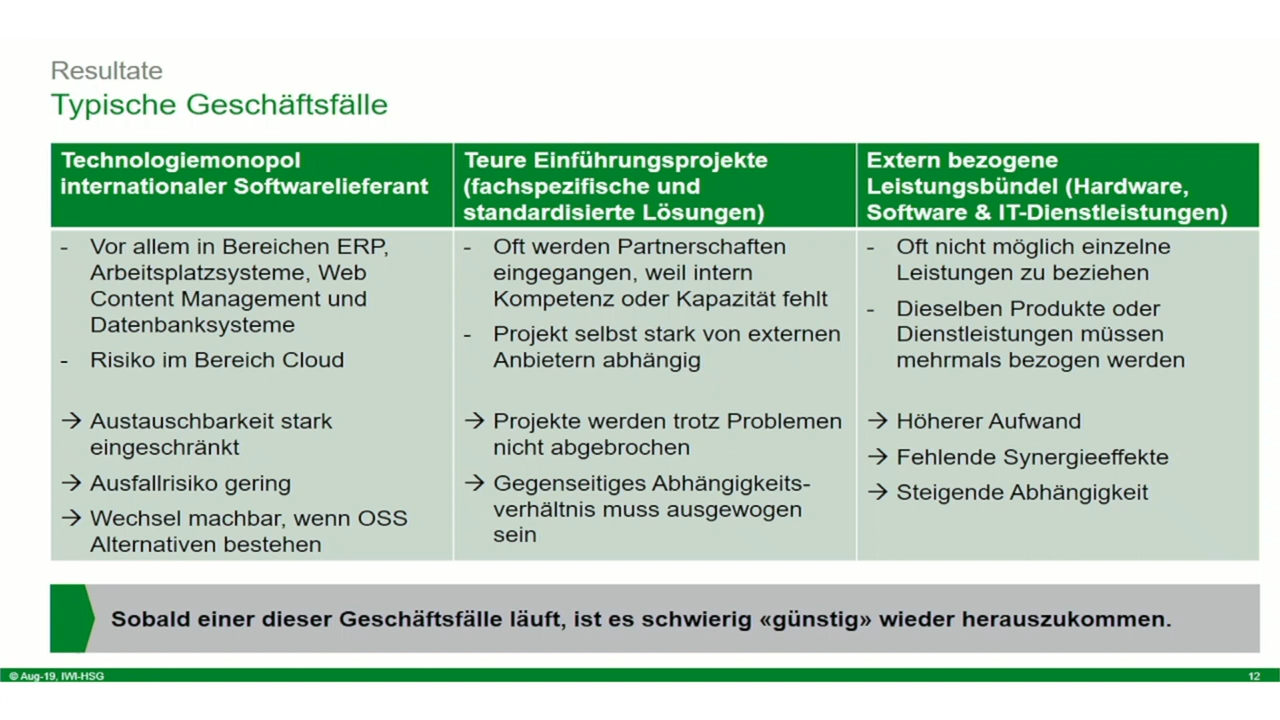 Resultate
Typische Geschäftsfälle
Technologiemonopol
internationaler Softwarelieferant
- Vor allem in Bereichen ERP,
Arbeitsplatzsysteme, Web
Content Management und
Datenbanksysteme
- Risiko im Bereich Cloud
→ Austauschbarkeit stark
eingeschränkt
→ Ausfallrisiko gering
→ Wechsel machbar, wenn OSS
Alternativen bestehen
Teure Einführungsprojekte
(fachspezifische und
standardisierte Lösungen)
- Oft werden Partnerschaften
eingegangen, weil intern
Kompetenz oder Kapazität fehlt
- Projekt selbst stark von externen
Anbietern abhängig
→ Projekte werden trotz Problemen
nicht abgebrochen
→ Gegenseitiges Abhängigkeits-
verhältnis muss ausgewogen
sein
Extern bezogene
Leistungsbündel (Hardware,
Software & IT-Dienstleistungen)
- Oft nicht möglich einzelne
Leistungen zu beziehen
- Dieselben Produkte oder
Dienstleistungen müssen
mehrmals bezogen werden
→ Höherer Aufwand
→ Fehlende Synergieeffekte
→ Steigende Abhängigkeit
Sobald einer dieser Geschäftsfälle läuft, ist es schwierig «günstig» wieder herauszukommen.
© Aug-19, IWI-HSG
12